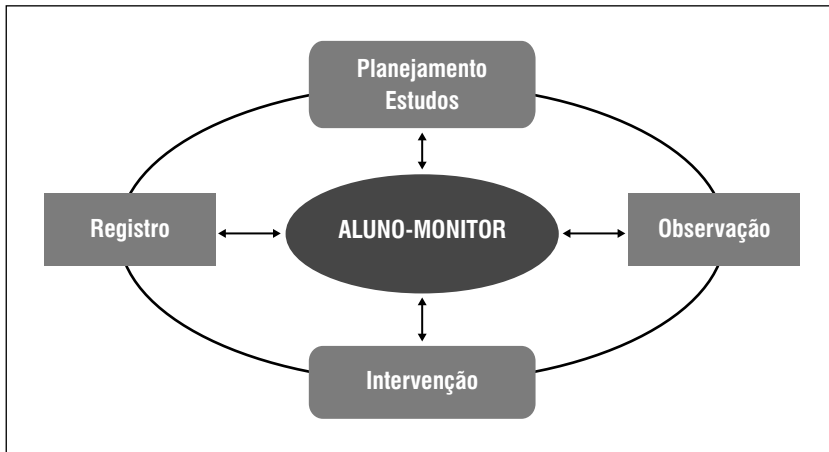 Planejamento
Estudos
Registro
ALUNO-MONITOR
Observação
Intervenção